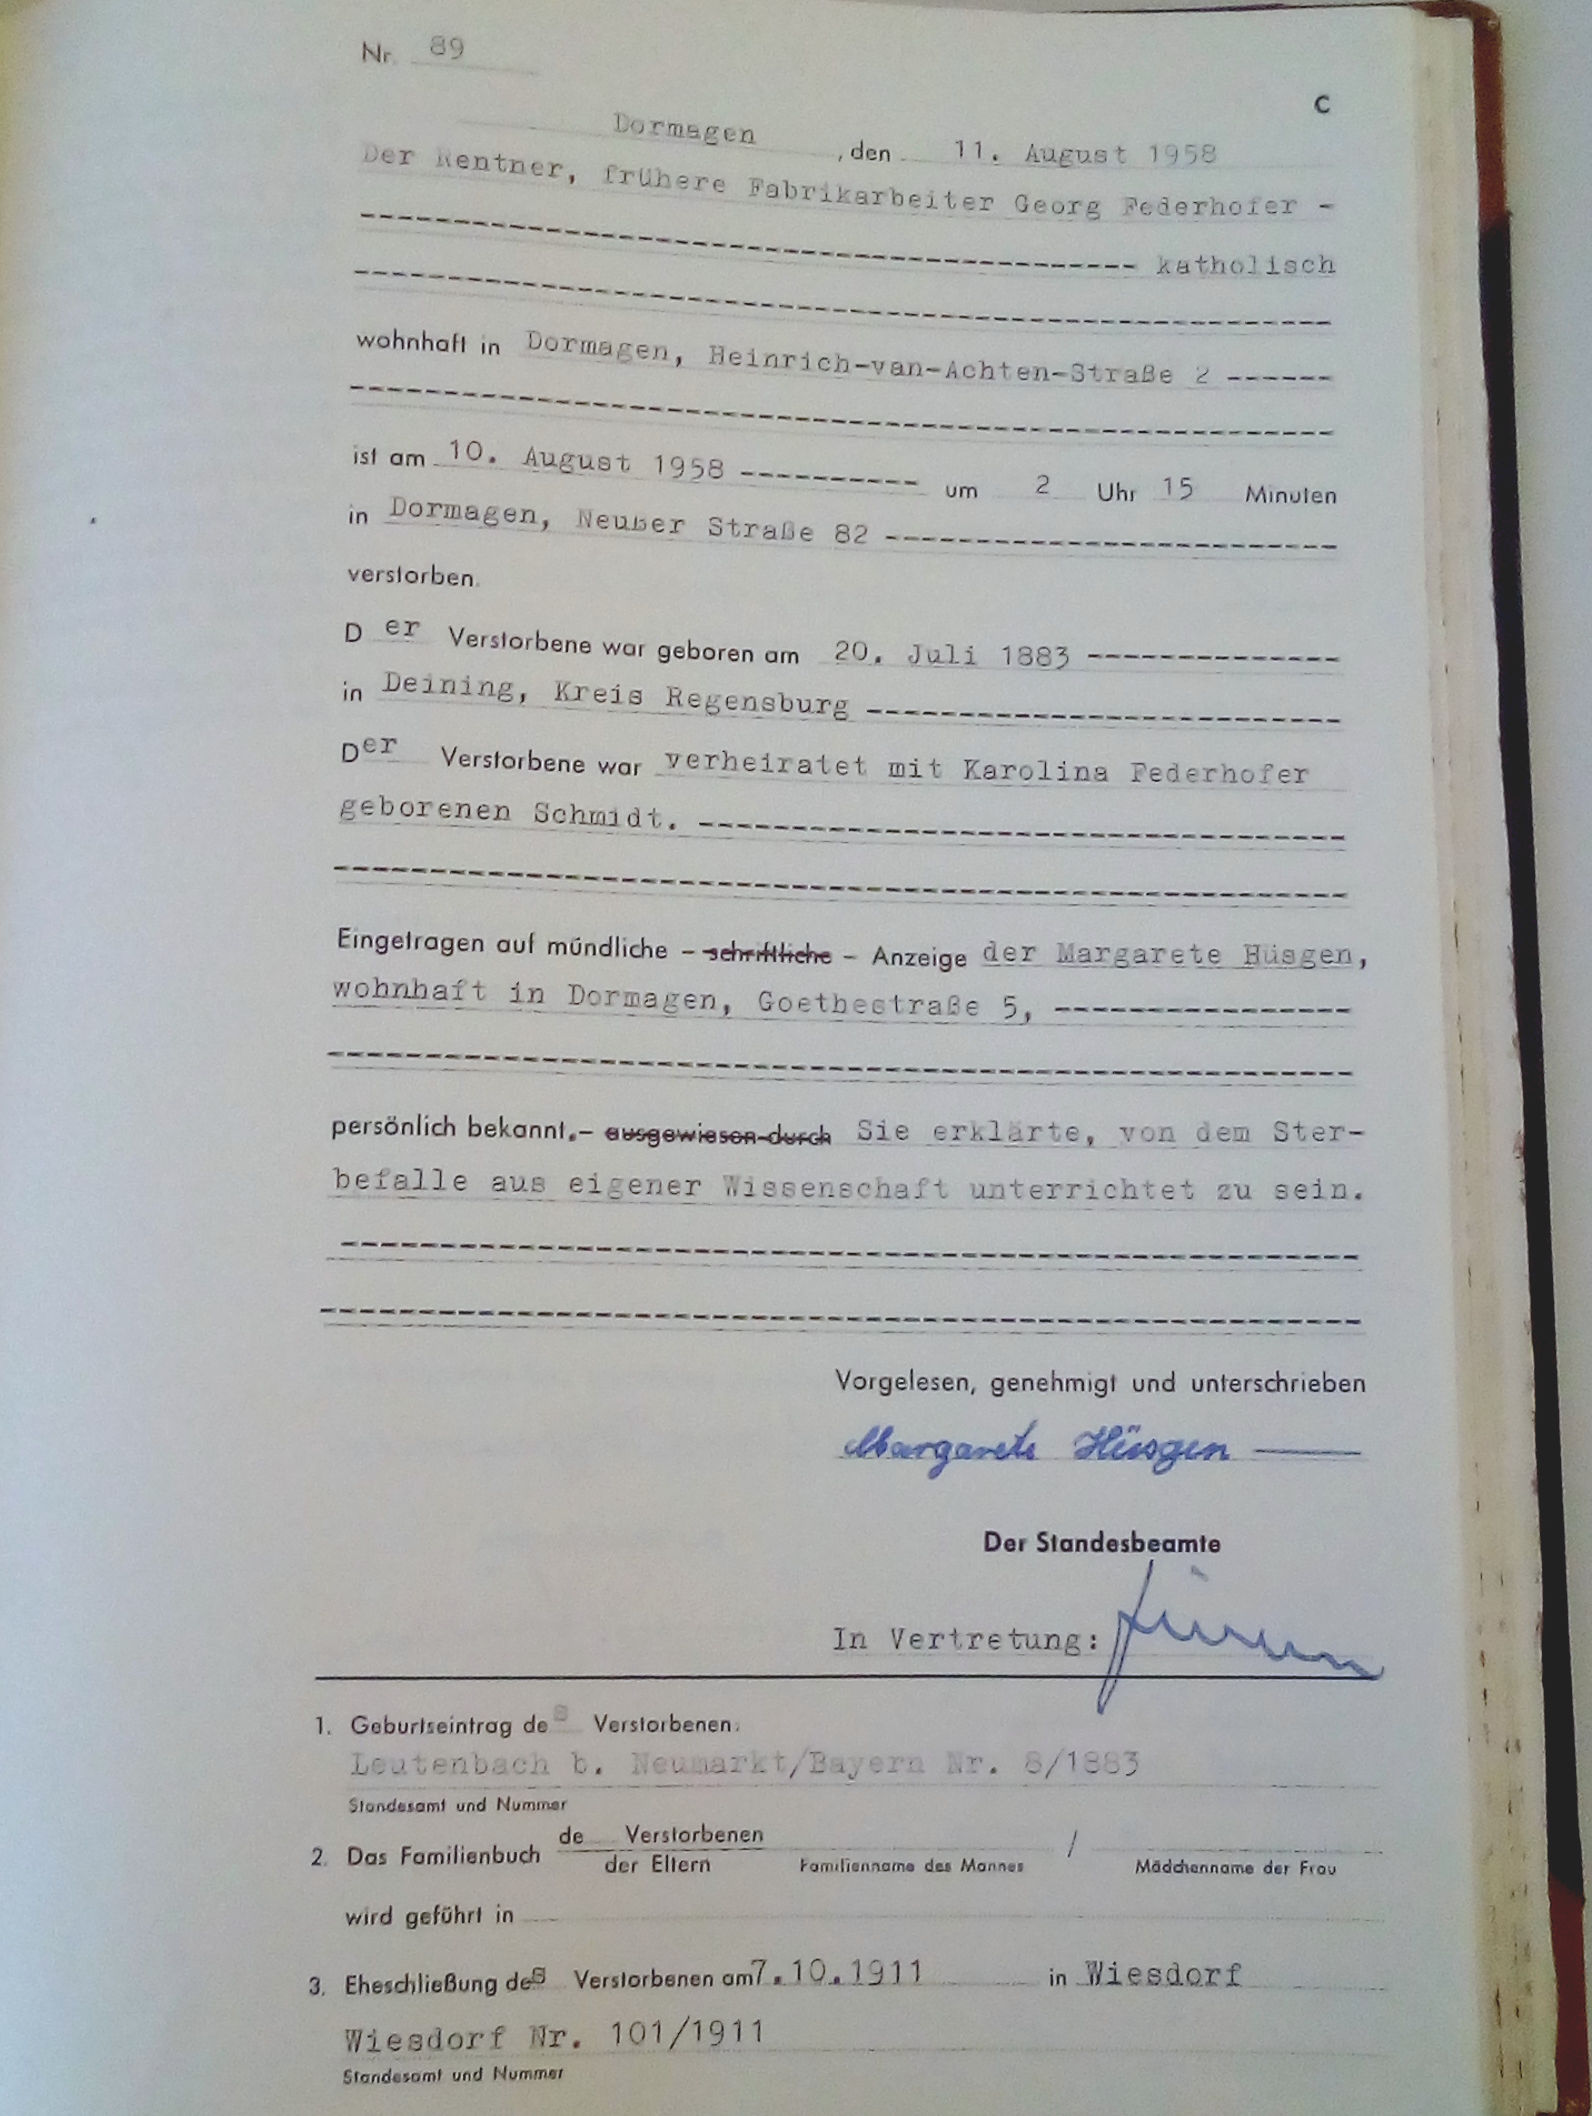 Nr. 89
C
Dormagen, den 11. August 1958
Der Rentner, frühere Fabrikarbeiter Georg Federhofer -
katholisch
wohnhaft in Dormagen, Heinrich-van-Achten-Straße 2
ist am 10. August 1958 um 2 Uhr 15 Minuten
in Dormagen, Neußer Straße 82
verstorben.
D er Verstorbene war geboren am 20. Juli 1883
in Deining, Kreis Regensburg
Der Verstorbene war verheiratet mit Karolina Federhofer
geborenen Schmidt.
Eingetragen auf mündliche - schriftliche - Anzeige der Margarete Hüsgen,
wohnhaft in Dormagen, Goethestraße 5,
persönlich bekannt.- ausgewiesen durch Sie erklärte, von dem Ster-
befalle aus eigener Wissenschaft unterrichtet zu sein.
Vorgelesen, genehmigt und unterschrieben
Margarete Hüsgen
Der Standesbeamte
In Vertretung:
1. Geburtseintrag des Verstorbenen:
Leutenbach b. Neumarkt/Bayern Nr. 8/1883
Standesamt und Nummer
2. Das Familienbuch de Verstorbenen /
der Eltern Familienname des Mannes Mädchenname der Frau
wird geführt in
3. Eheschließung des Verstorbenen am 7.10.1911 in Wiesdorf
Wiesdorf Nr. 101/1911
Standesamt und Nummer